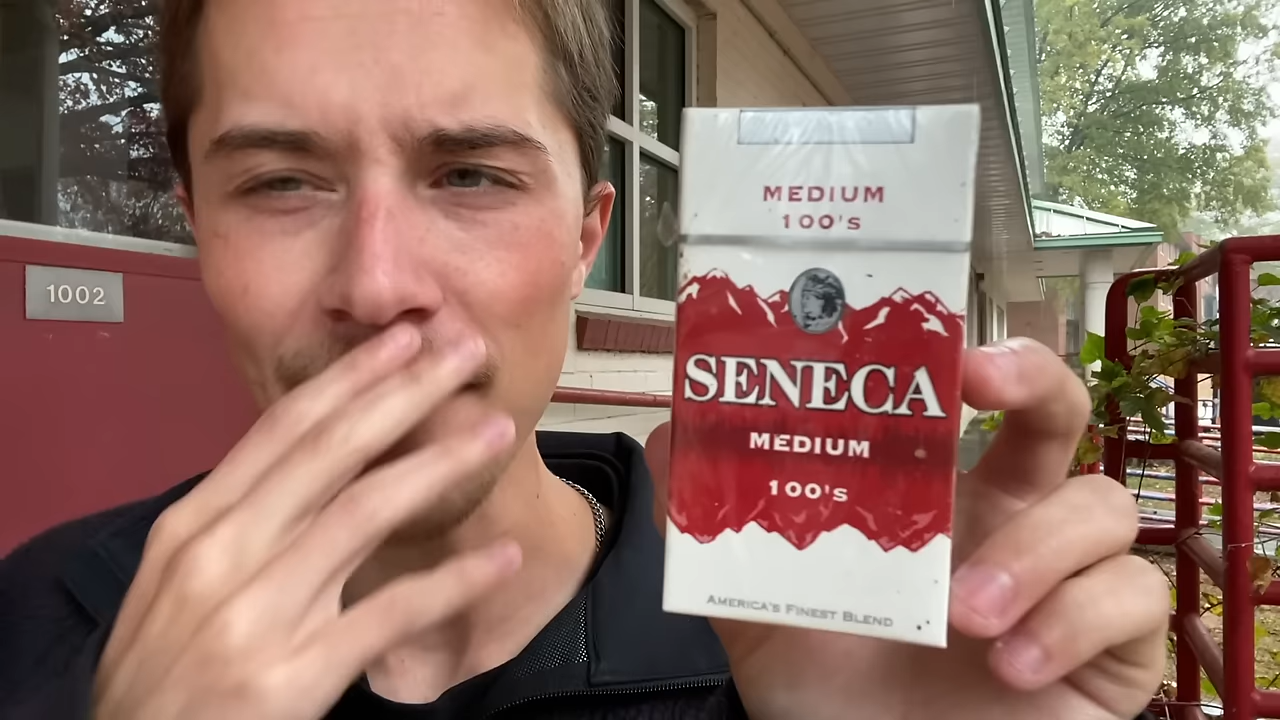 1002
MEDIUM
100's
SENECA
MEDIUM
100's
AMERICA'S FINEST BLEND